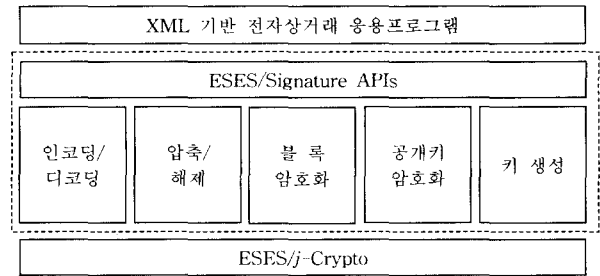 XML 기반 전자상거래 응용프로그램
ESES/Signature APIs
인코딩/
디코딩
압축/
해제
블 록
암호화
공개키
암호화
키 생성
ESES/j-Crypto